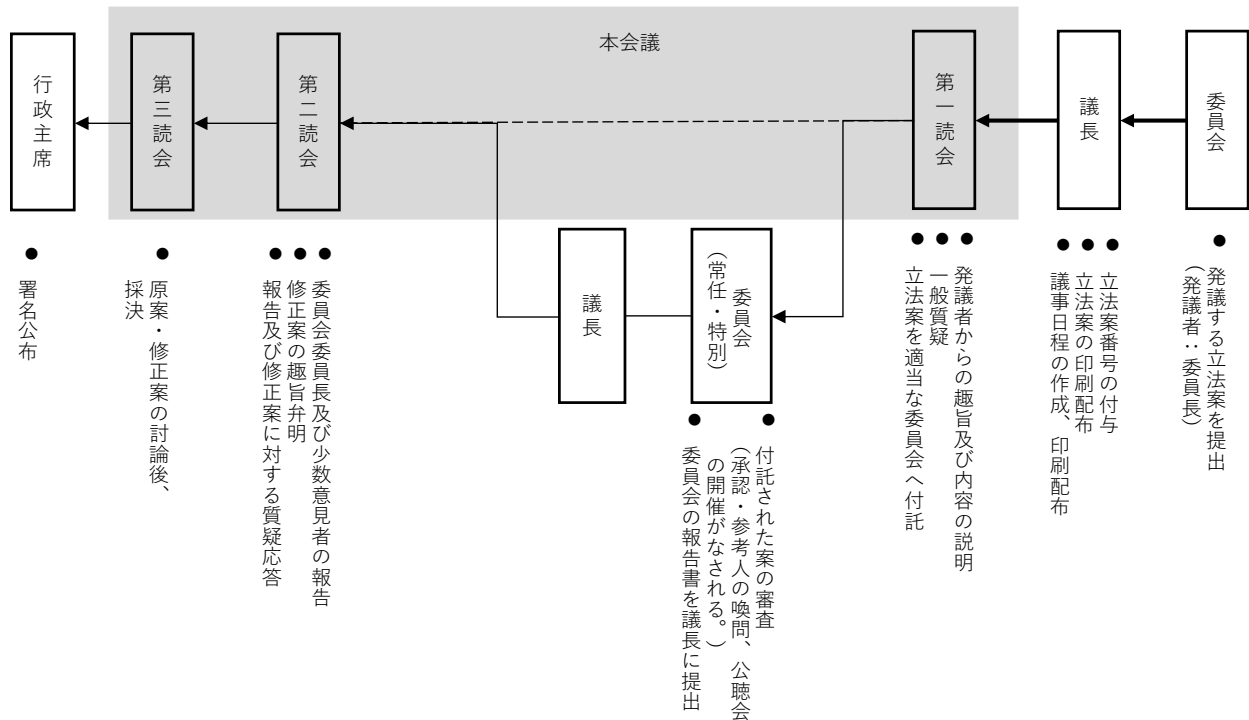 本会議
委員会
議長
第一読会
委員会
（常任・特別）
議長
第二読会
第三読会
行政主席
● 発議する立法案を提出
（発議者：委員長）
● 立法案番号の付与
● 立法案の印刷配布
● 議事日程の作成、印刷配布
● 発議者からの趣旨及び内容の説明
● 一般質疑
● 立法案を適当な委員会へ付託
● 付託された案の審査
（承認・参考人の喚問、公聴会
の開催がなされる。）
● 委員会の報告書を議長に提出
● 委員会委員長及び少数意見者の報告
● 修正案の趣旨弁明
● 報告及び修正案に対する質疑応答
● 原案・修正案の討論後、
採決
● 署名公布